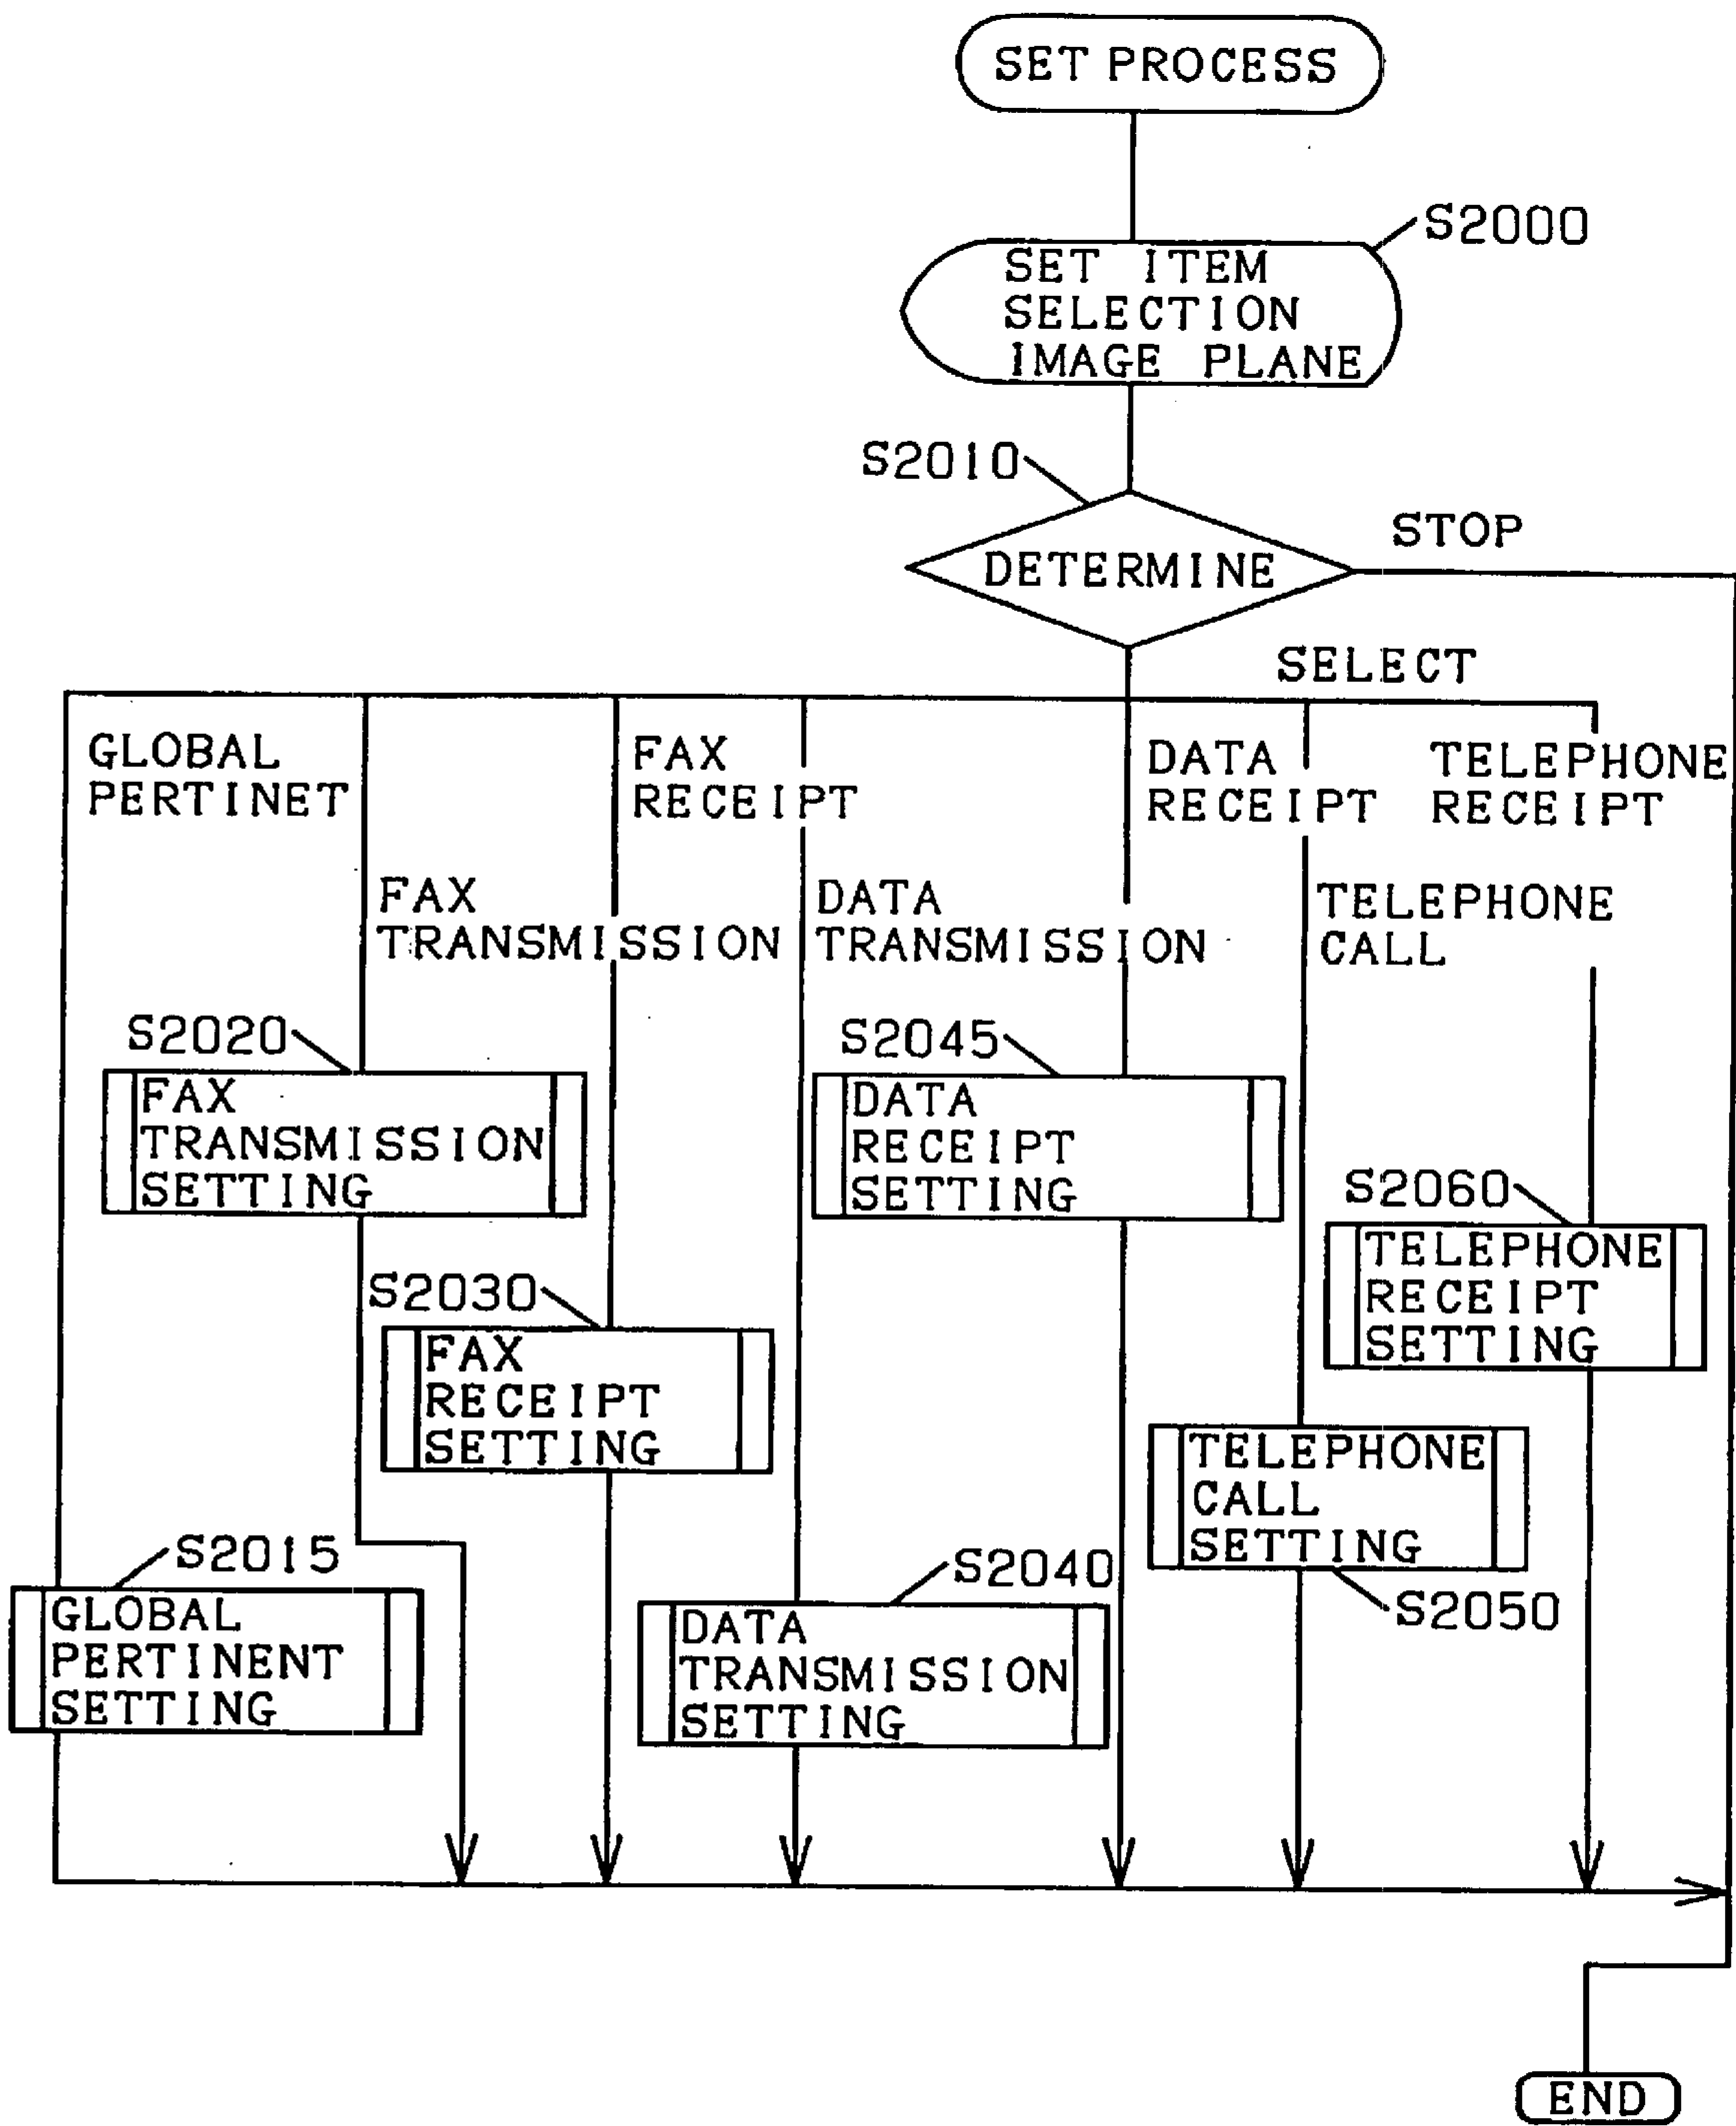 SET PROCESS
S2000
SET ITEM
SELECTION
IMAGE PLANE
S2010
STOP
DETERMINE
SELECT
GLOBAL
PERTINET
FAX
RECEIPT
DATA
RECEIPT
TELEPHONE
RECEIPT
FAX
TRANSMISSION
DATA
TRANSMISSION
TELEPHONE
CALL
S2020
FAX
TRANSMISSION
SETTING
S2045
DATA
RECEIPT
SETTING
S2060
TELEPHONE
RECEIPT
SETTING
S2030
FAX
RECEIPT
SETTING
TELEPHONE
CALL
SETTING
S2050
S2015
GLOBAL
PERTINENT
SETTING
S2040
DATA
TRANSMISSION
SETTING
END